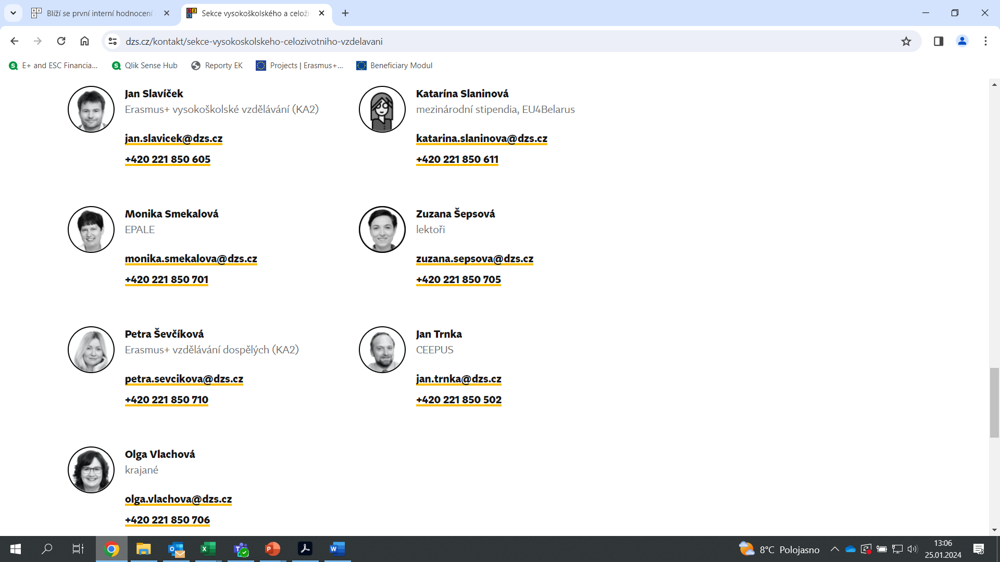 Blíží se první interní hodnocení
Sekce vysokoškolského a celoži
dzs.cz/kontakt/sekce-vysokoskolskeho-celozivotniho-vzdelavani
E+ and ESC Financia...
Qlik Sense Hub
Reporty EK
Projects | Erasmus+...
Beneficiary Modul
Jan Slavíček
Erasmus+ vysokoškolské vzdělávání (KA2)
jan.slavicek@dzs.cz
+420 221 850 605
Katarína Slaninová
mezinárodní stipendia, EU4Belarus
katarina.slaninova@dzs.cz
+420 221 850 611
Monika Smekalová
EPALE
monika.smekalova@dzs.cz
+420 221 850 701
Zuzana Šepsová
lektoři
zuzana.sepsova@dzs.cz
+420 221 850 705
Petra Ševčíková
Erasmus+ vzdělávání dospělých (KA2)
petra.sevcikova@dzs.cz
+420 221 850 710
Jan Trnka
CEEPUS
jan.trnka@dzs.cz
+420 221 850 502
Olga Vlachová
krajané
olga.vlachova@dzs.cz
+420 221 850 706
8°C Polojasno
13:06
25.01.2024